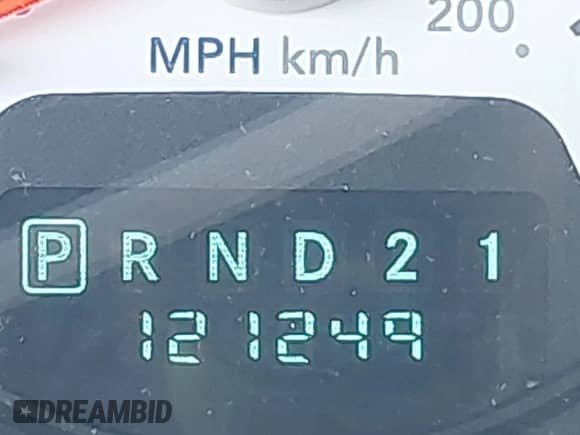 200
MPH km/h
P R N D 2 1
121249
DREAMBID